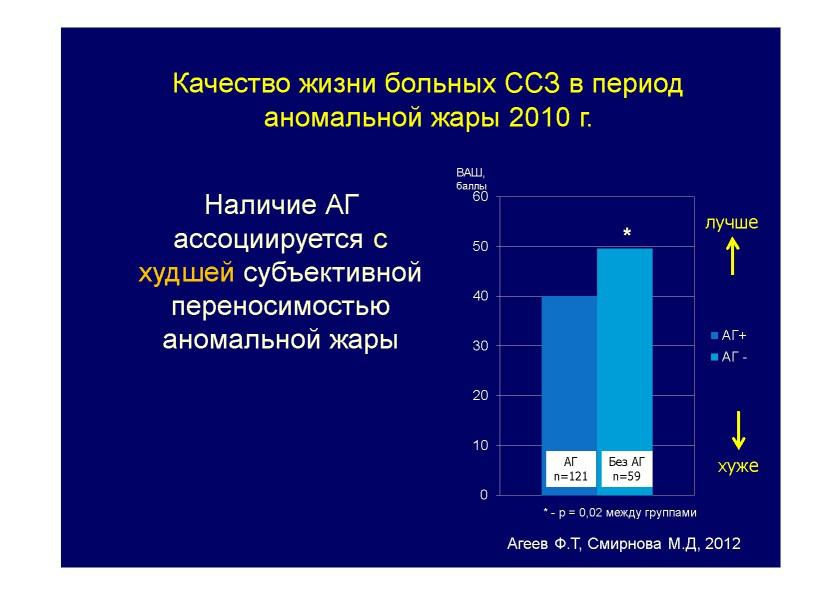 Качество жизни больных ССЗ в период
аномальной жары 2010 г.
Наличие АГ
ассоциируется с
худшей субъективной
переносимостью
аномальной жары
ВАШ,
баллы
60
50
40
30
20
10
0
*
АГ
n=121
Без АГ
n=59
лучше
АГ+
АГ -
хуже
* - p = 0,02 между группами
Агеев Ф.Т, Смирнова М.Д, 2012